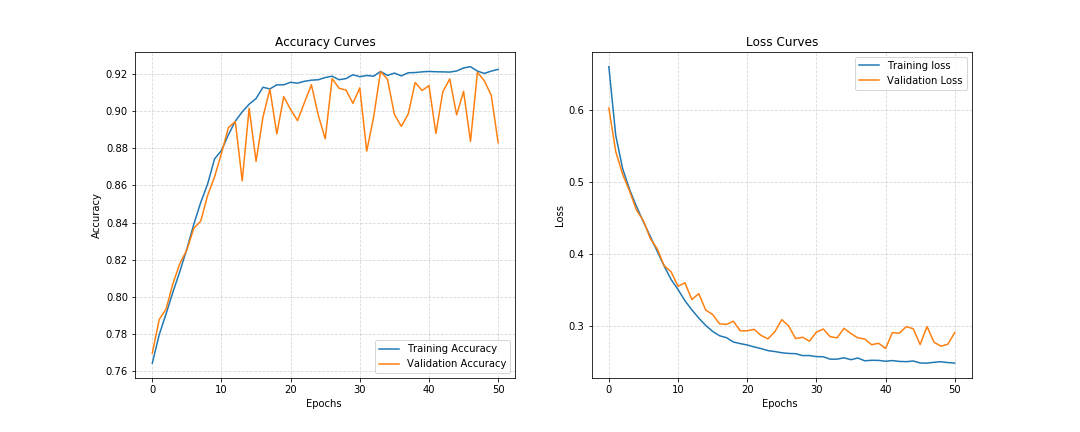 Accuracy Curves
Accuracy
0.92
0.90
0.88
0.86
0.84
0.82
0.80
0.78
0.76
0 10 20 30 40 50
Epochs
Training Accuracy
Validation Accuracy
Loss Curves
Loss
0.6
0.5
0.4
0.3
0 10 20 30 40 50
Epochs
Training loss
Validation Loss